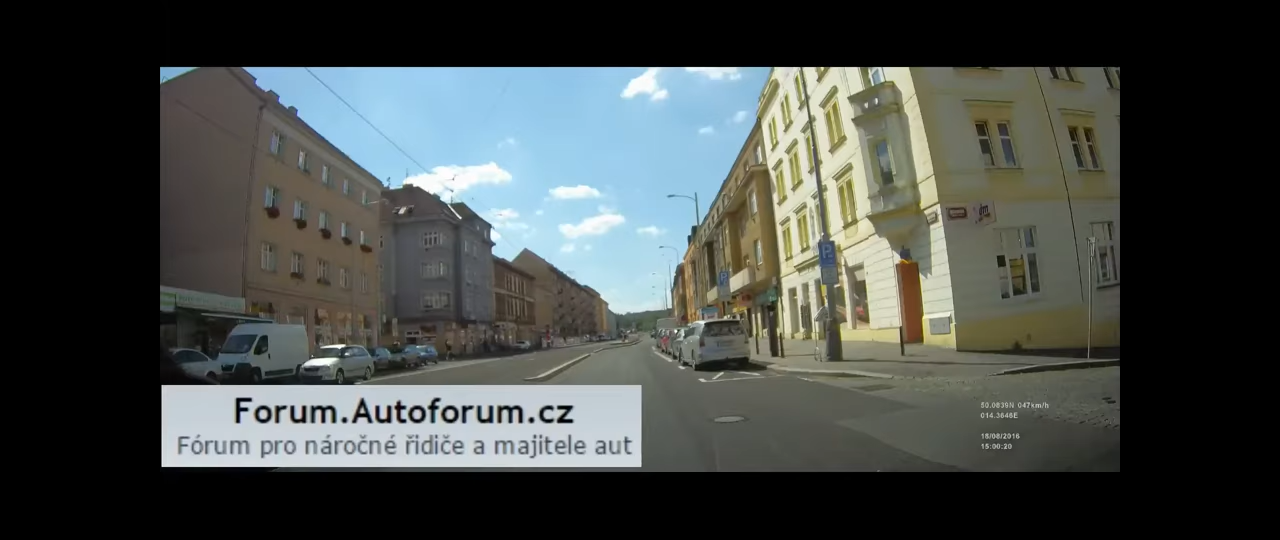 Forum.Autoforum.cz
Fórum pro náročné řidiče a majitele aut
P
50.0839N 047km/h
014.3646E
18/08/2016
15:00:20